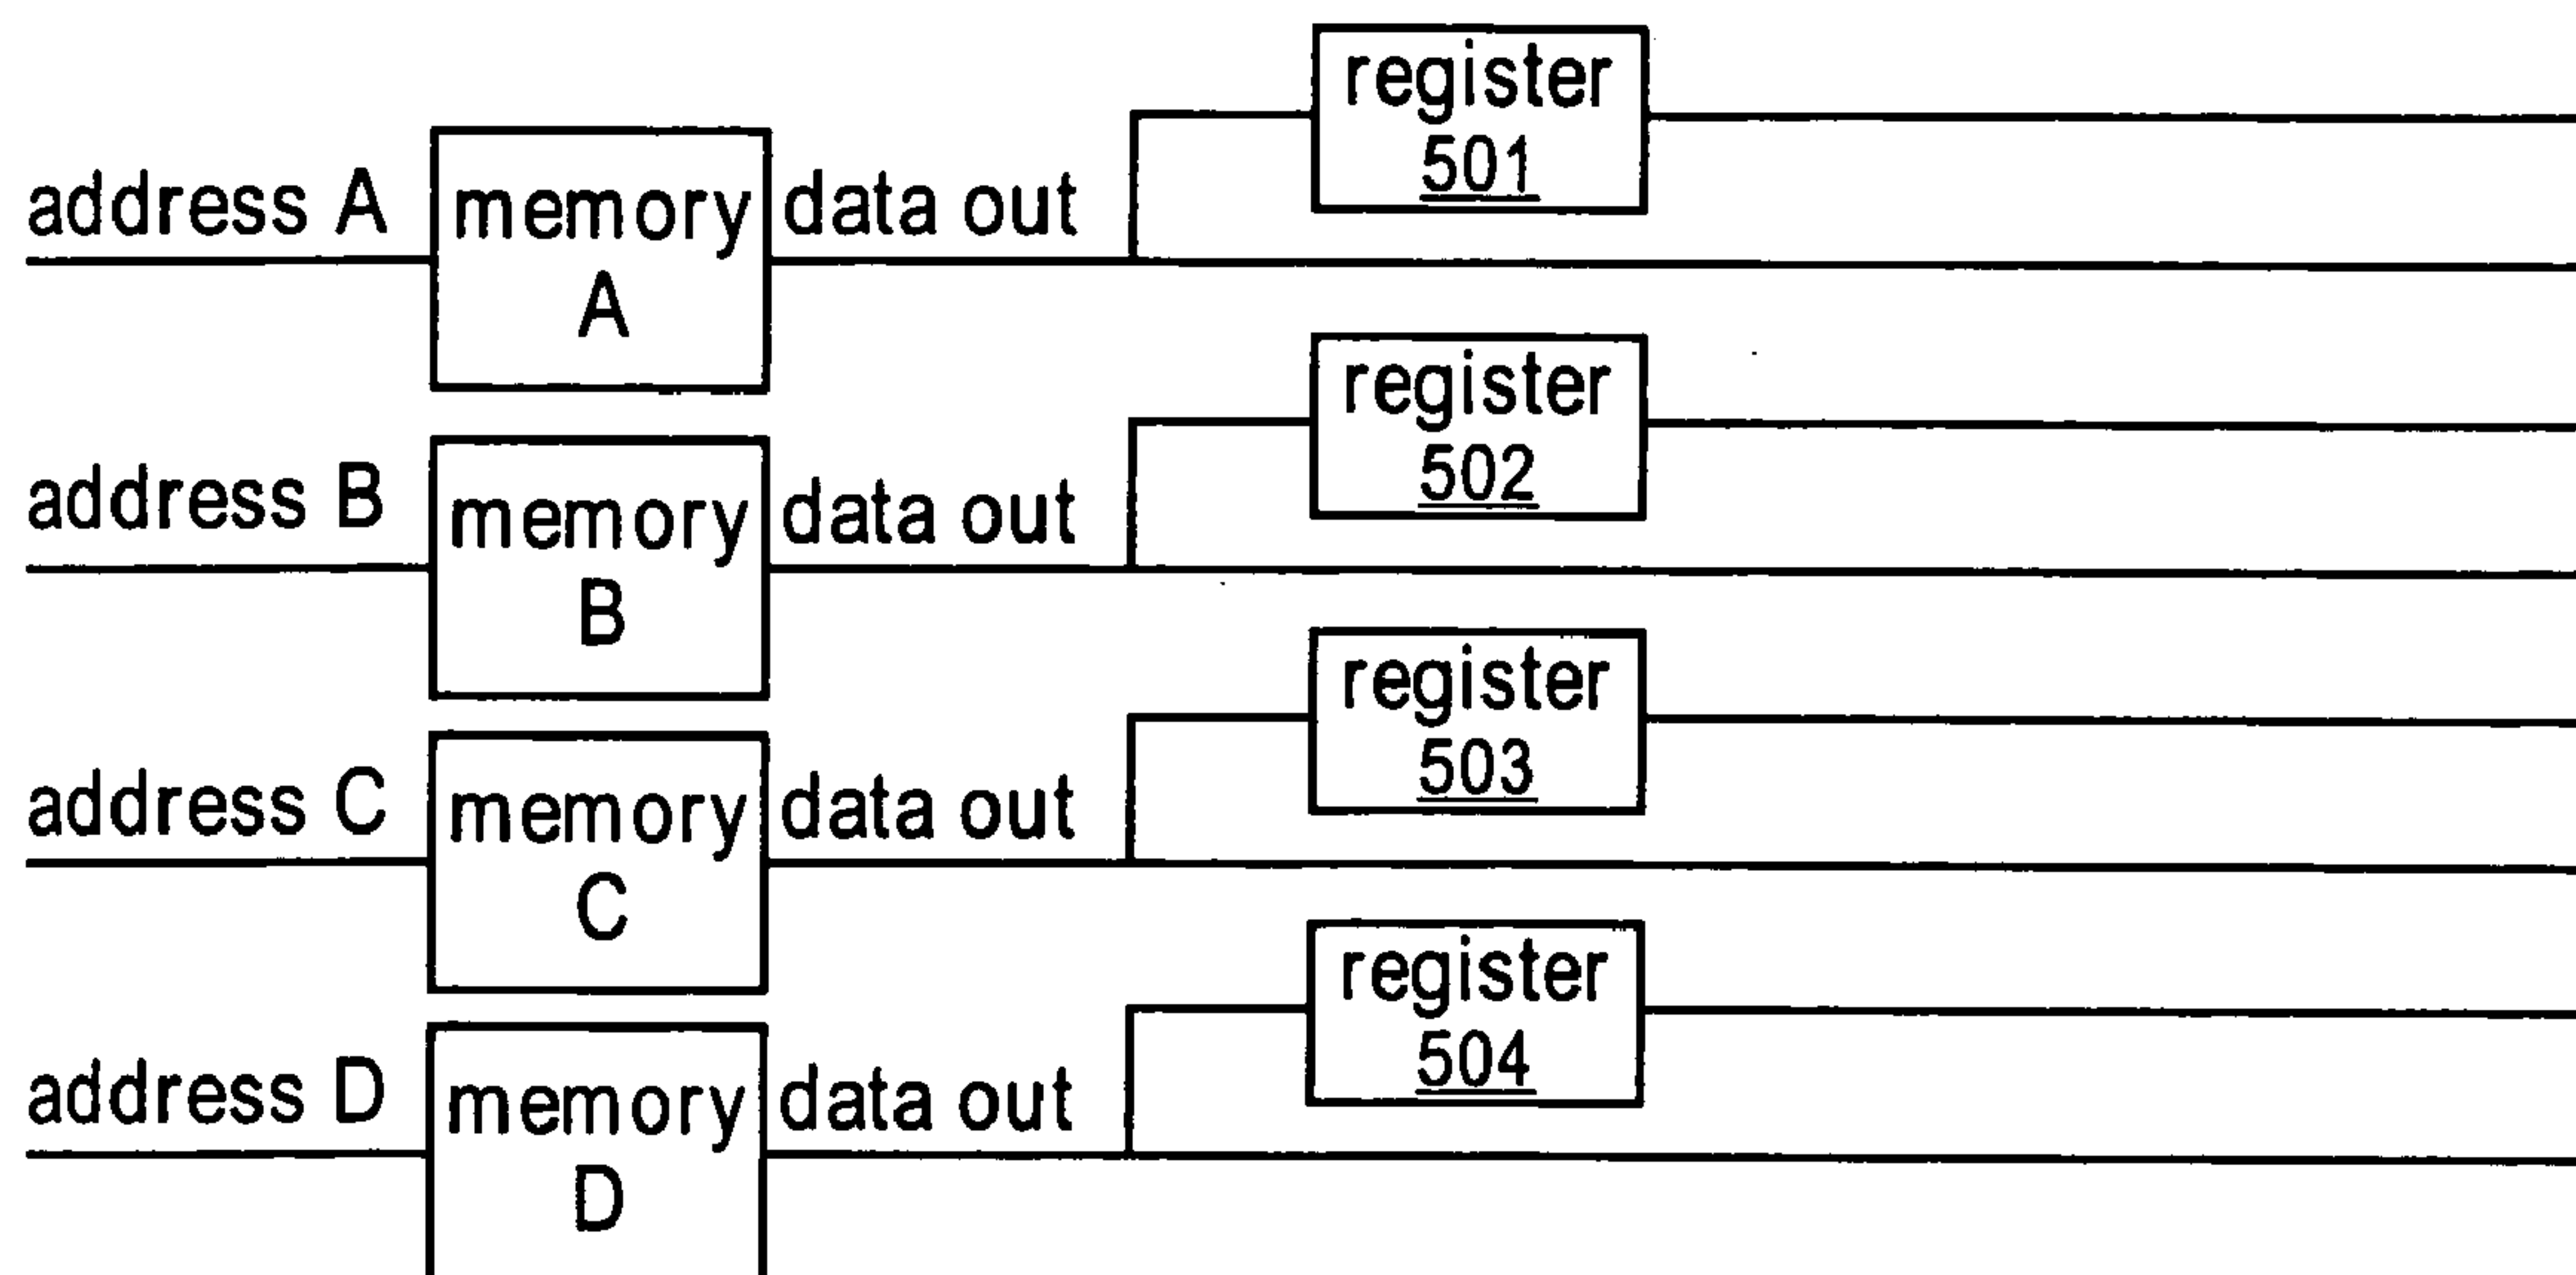 register
501
address A
memory
A
data out
register
502
address B
memory
B
data out
register
503
address C
memory
C
data out
register
504
address D
memory
D
data out